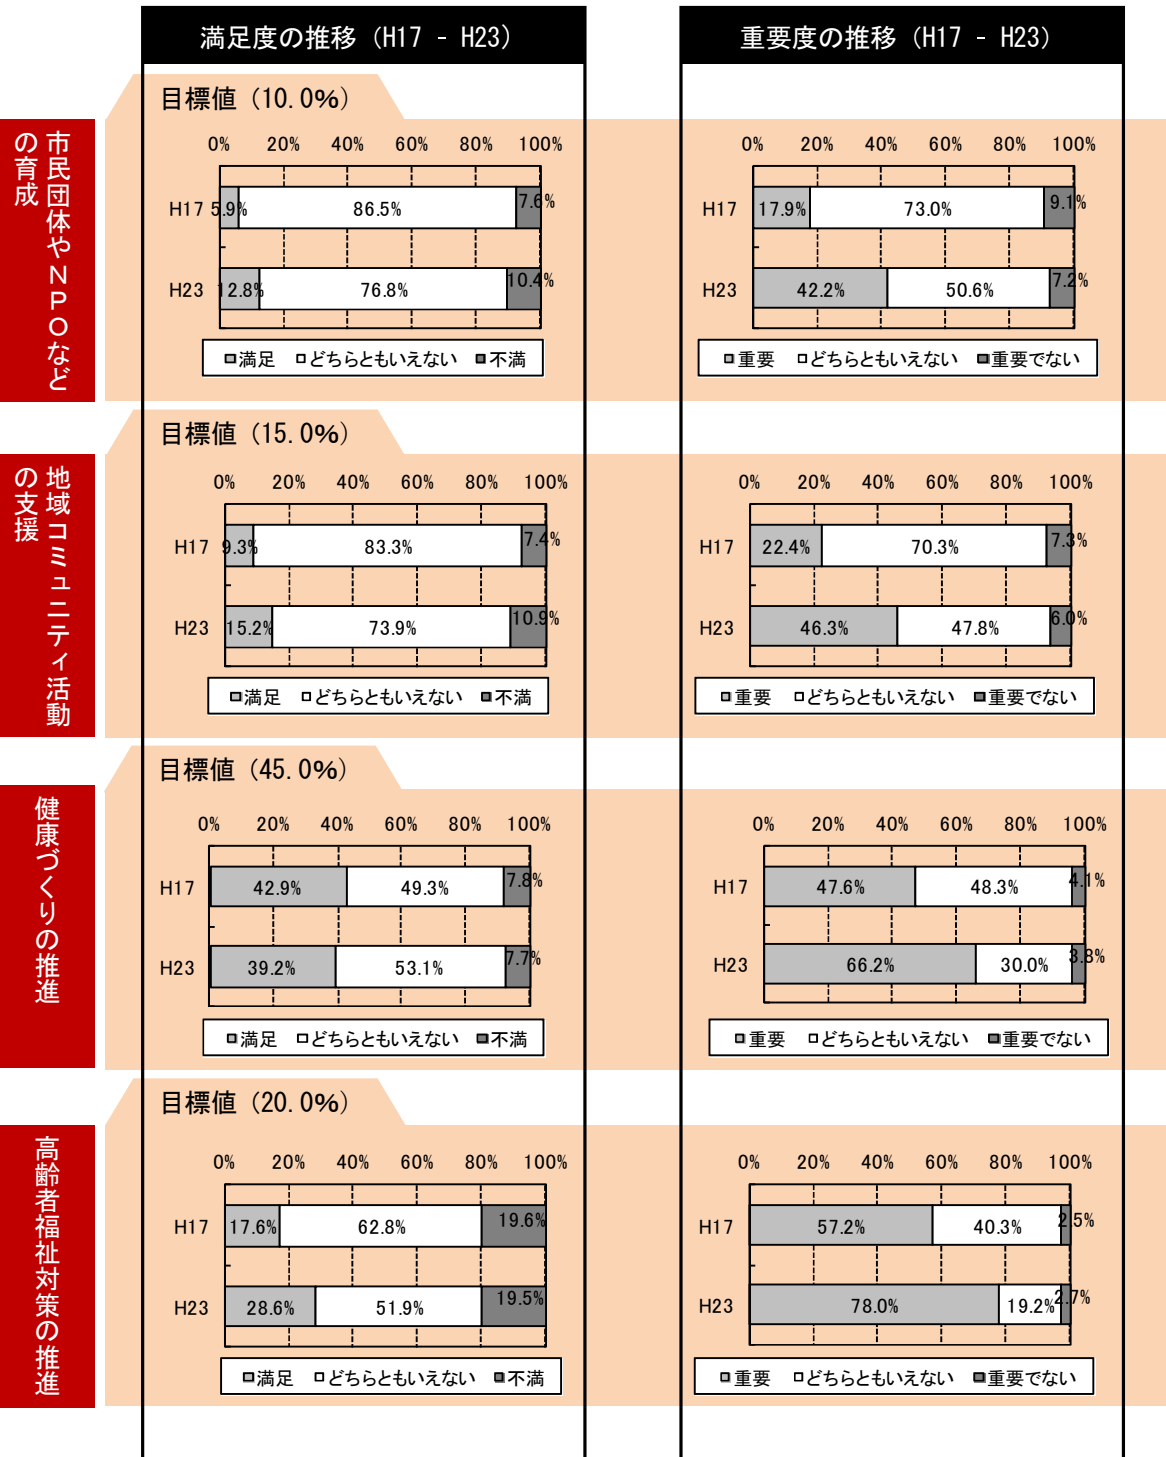 満足度の推移（H17 - H23）
重要度の推移（H17 - H23）
市民団体やＮＰＯなど
の育成
目標値（10.0%）
0% 20% 40% 60% 80% 100%
H17 5.9% 86.5% 7.6%
H23 12.8% 76.8% 10.4%
満足 どちらともいえない 不満
0% 20% 40% 60% 80% 100%
H17 17.9% 73.0% 9.1%
H23 42.2% 50.6% 7.2%
重要 どちらともいえない 重要でない
地域コミュニティ活動
の支援
目標値（15.0%）
0% 20% 40% 60% 80% 100%
H17 9.3% 83.3% 7.4%
H23 15.2% 73.9% 10.9%
満足 どちらともいえない 不満
0% 20% 40% 60% 80% 100%
H17 22.4% 70.3% 7.3%
H23 46.3% 47.8% 6.0%
重要 どちらともいえない 重要でない
健康づくりの推進
目標値（45.0%）
0% 20% 40% 60% 80% 100%
H17 42.9% 49.3% 7.8%
H23 39.2% 53.1% 7.7%
満足 どちらともいえない 不満
0% 20% 40% 60% 80% 100%
H17 47.6% 48.3% 4.1%
H23 66.2% 30.0% 3.8%
重要 どちらともいえない 重要でない
高齢者福祉対策の推進
目標値（20.0%）
0% 20% 40% 60% 80% 100%
H17 17.6% 62.8% 19.6%
H23 28.6% 51.9% 19.5%
満足 どちらともいえない 不満
0% 20% 40% 60% 80% 100%
H17 57.2% 40.3% 2.5%
H23 78.0% 19.2% 2.7%
重要 どちらともいえない 重要でない